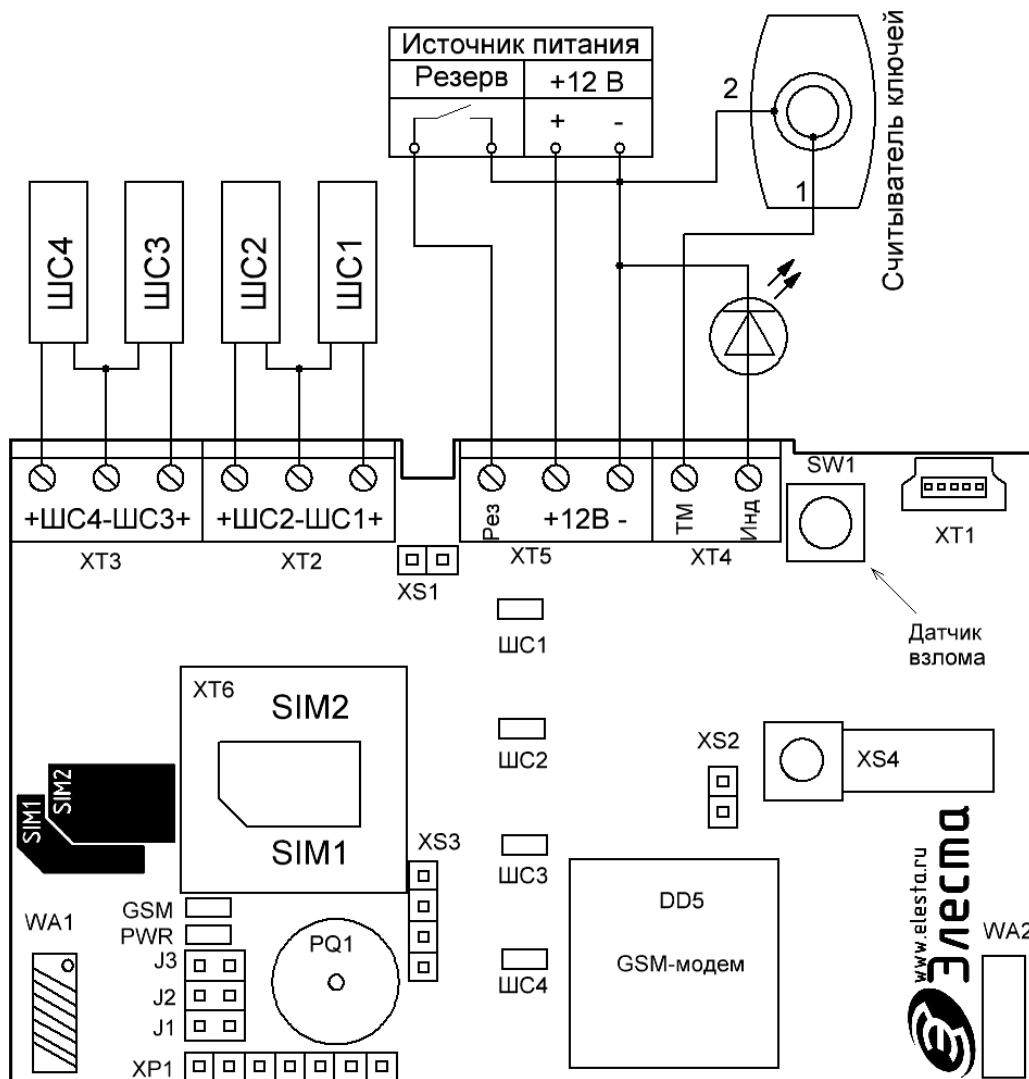 Источник питания
Резерв
+12 В
+
-
2
1
Считыватель ключей
ШС4
ШС3
ШС2
ШС1
+ШС4-ШС3+
+ШС2-ШС1+
Рез
+12В -
ТМ
Инд
SW1
XT1
XT3
XT2
XS1
XT5
XT4
Датчик
взлома
ШС1
XT6
SIM2
SIM1
ШС2
XS2
XS4
SIM1
SIM2
XS3
ШС3
WA1
GSM
PWR
J3
J2
J1
PQ1
ШС4
DD5
GSM-модем
www.elesta.ru
Элеста
WA2
XP1